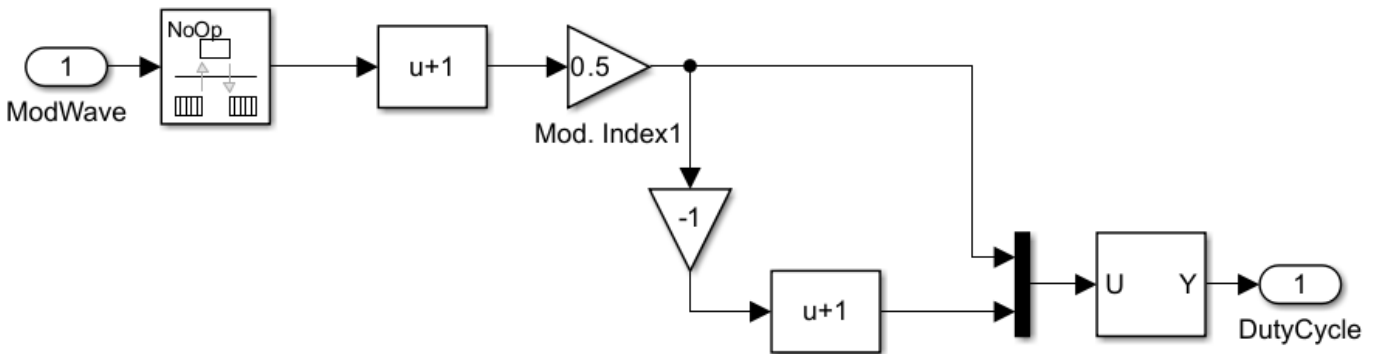 NoOp
1
ModWave
u+1
0.5
Mod. Index1
-1
u+1
U
Y
1
DutyCycle